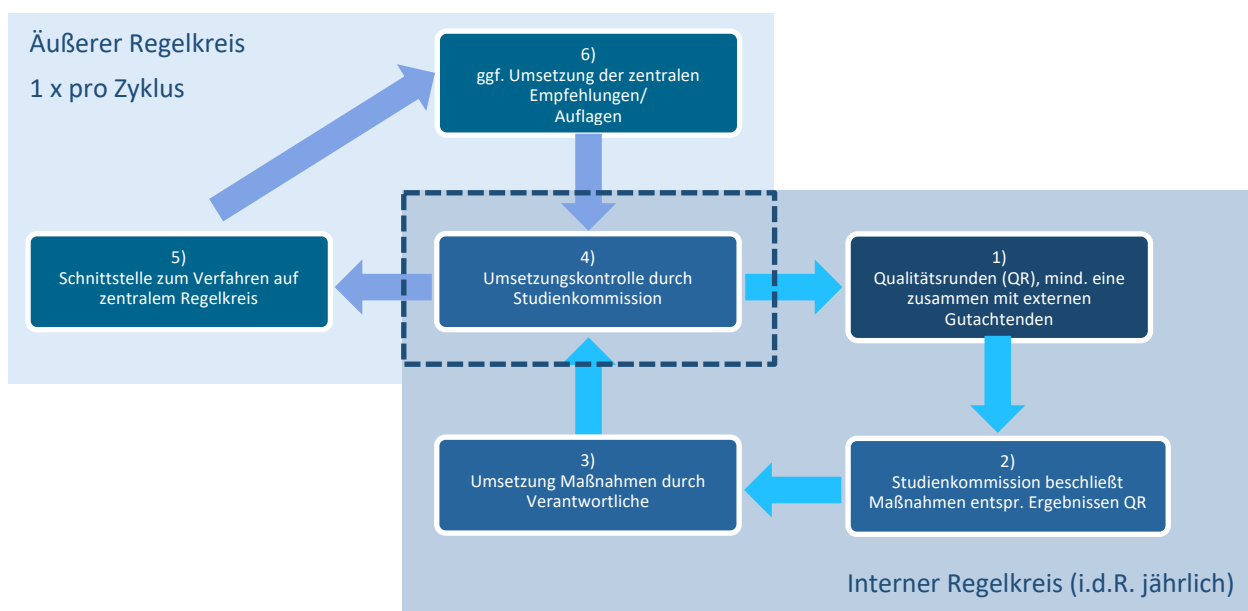 Äußerer Regelkreis
1 x pro Zyklus
6)
ggf. Umsetzung der zentralen
Empfehlungen/
Auflagen
5)
Schnittstelle zum Verfahren auf
zentralem Regelkreis
4)
Umsetzungskontrolle durch
Studienkommission
1)
Qualitätsrunden (QR), mind. eine
zusammen mit externen
Gutachtenden
3)
Umsetzung Maßnahmen durch
Verantwortliche
2)
Studienkommission beschließt
Maßnahmen entspr. Ergebnissen QR
Interner Regelkreis (i.d.R. jährlich)